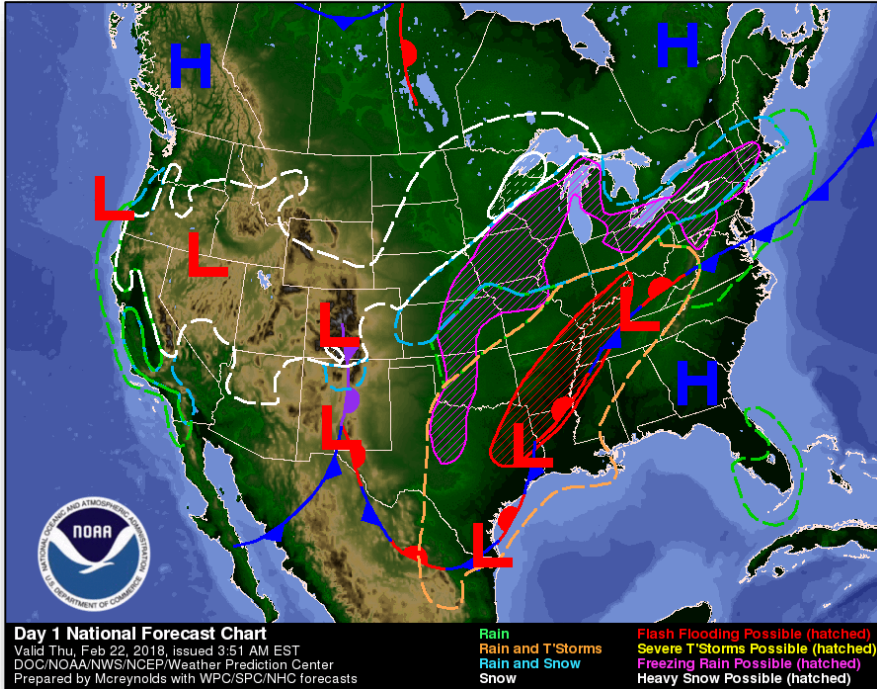 H
H
L
L
L
L
L
H
L
L
NATIONAL OCEANIC AND ATMOSPHERIC ADMINISTRATION
NOAA
U.S. DEPARTMENT OF COMMERCE
Day 1 National Forecast Chart
Valid Thu, Feb 22, 2018, issued 3:51 AM EST
DOC/NOAA/NWS/NCEP/Weather Prediction Center
Prepared by Mcreynolds with WPC/SPC/NHC forecasts
Rain
Rain and T'Storms
Rain and Snow
Snow
Flash Flooding Possible (hatched)
Severe T'Storms Possible (hatched)
Freezing Rain Possible (hatched)
Heavy Snow Possible (hatched)